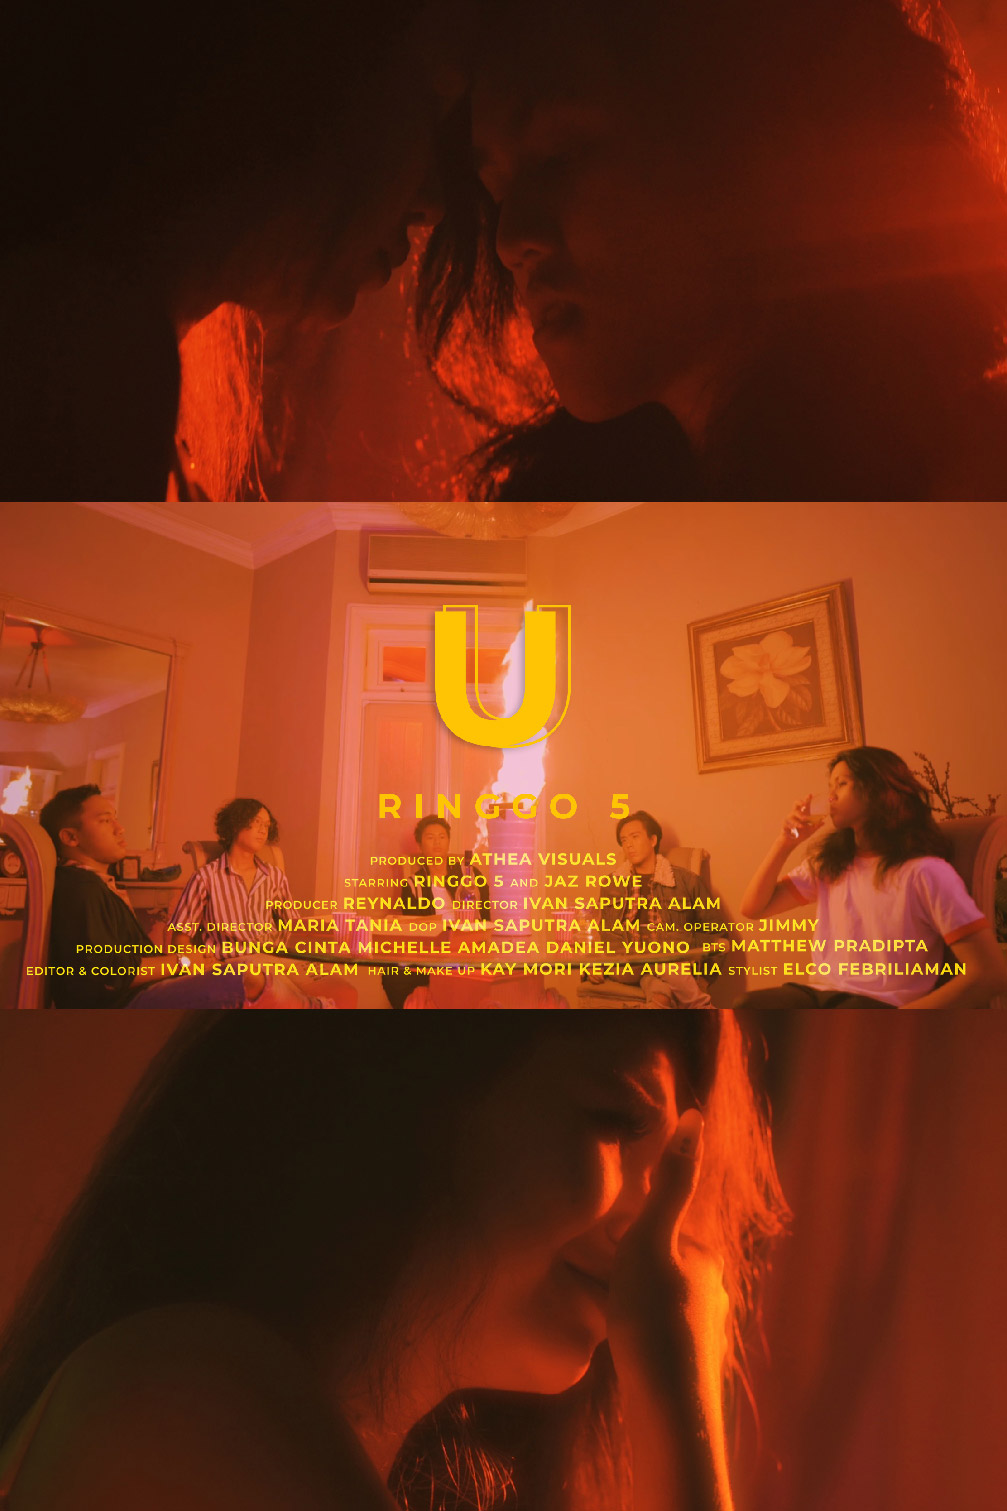 U
RINGGO 5
PRODUCED BY ATHEA VISUALS
STARRING RINGGO 5 AND JAZ ROWE
PRODUCER REYNALDO DIRECTOR IVAN SAPUTRA ALAM
ASST. DIRECTOR MARIA TANIA DOP IVAN SAPUTRA ALAM CAM. OPERATOR JIMMY
PRODUCTION DESIGN BUNGA CINTA MICHELLE AMADEA DANIEL YUONO BTS MATTHEW PRADIPTA
EDITOR & COLORIST IVAN SAPUTRA ALAM HAIR & MAKE UP KAY MORI KEZIA AURELIA STYLIST ELCO FEBRILIAMAN